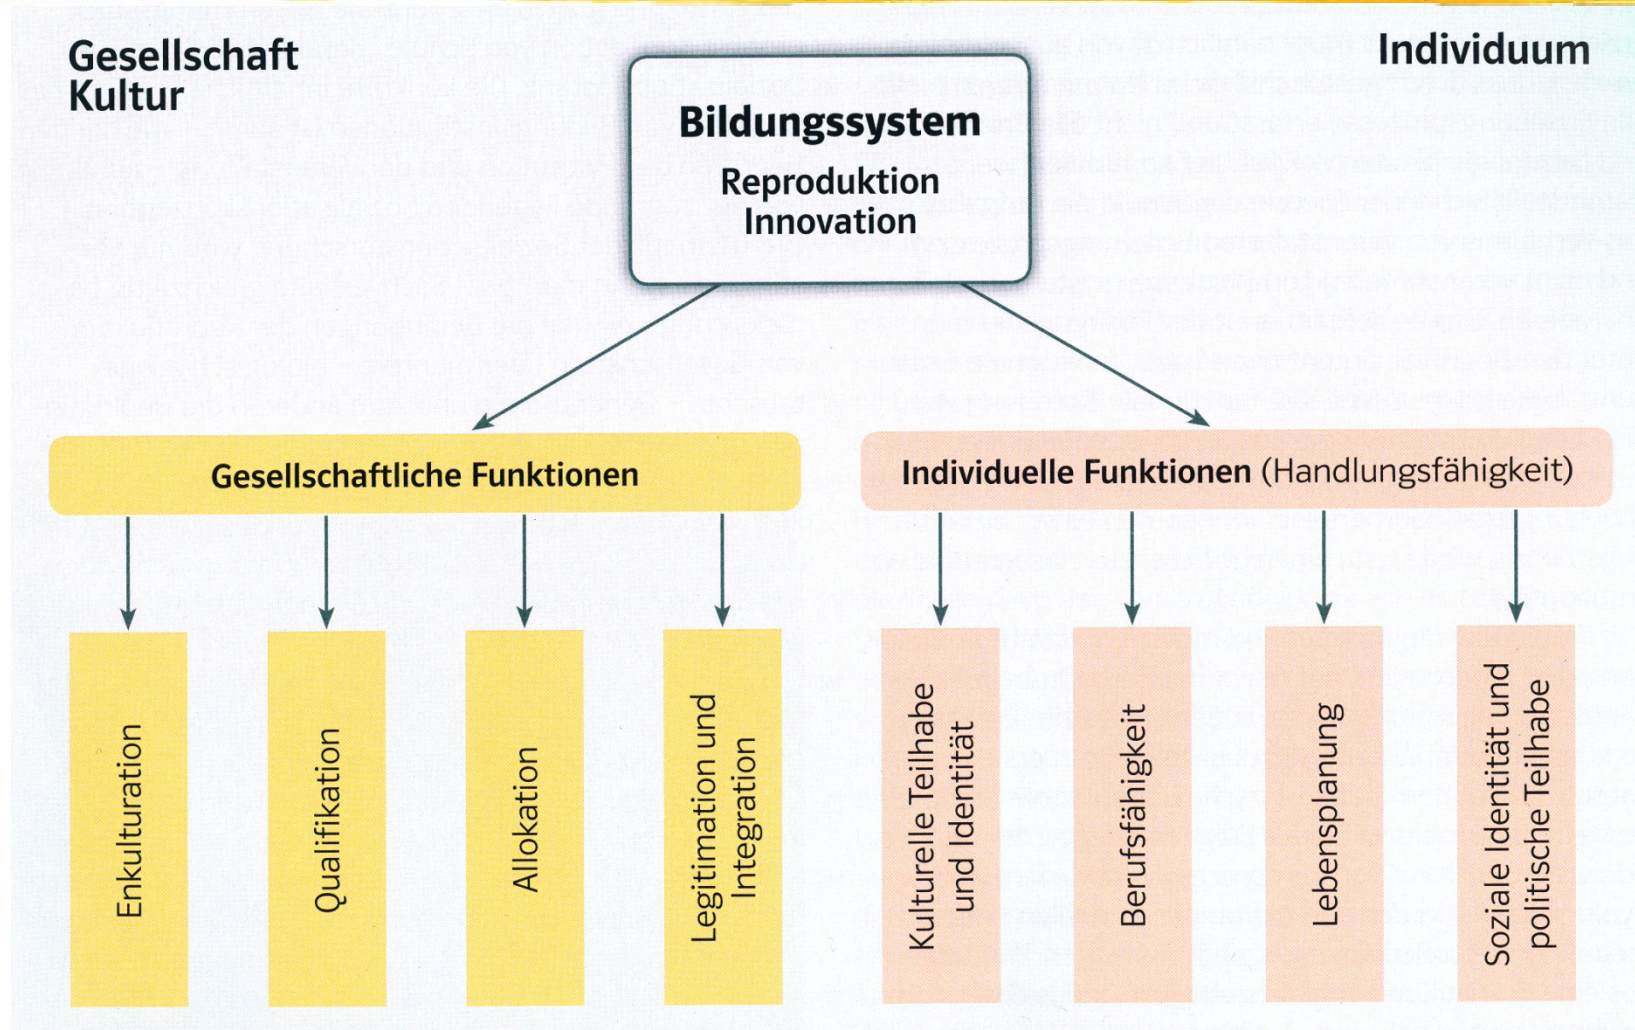 Gesellschaft
Kultur
Individuum
Bildungssystem
Reproduktion
Innovation
Gesellschaftliche Funktionen
Individuelle Funktionen (Handlungsfähigkeit)
Enkulturation
Qualifikation
Allokation
Legitimation und
Integration
Kulturelle Teilhabe
und Identität
Berufsfähigkeit
Lebensplanung
Soziale Identität und
politische Teilhabe